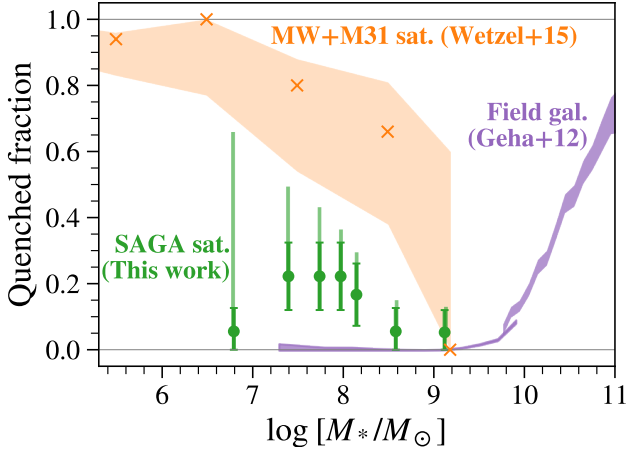 MW+M31 sat. (Wetzel+15)
Field gal.
(Geha+12)
SAGA sat.
(This work)
Quenched fraction
1.0
0.8
0.6
0.4
0.2
0.0
6 7 8 9 10 11
log [M*/M⊙]